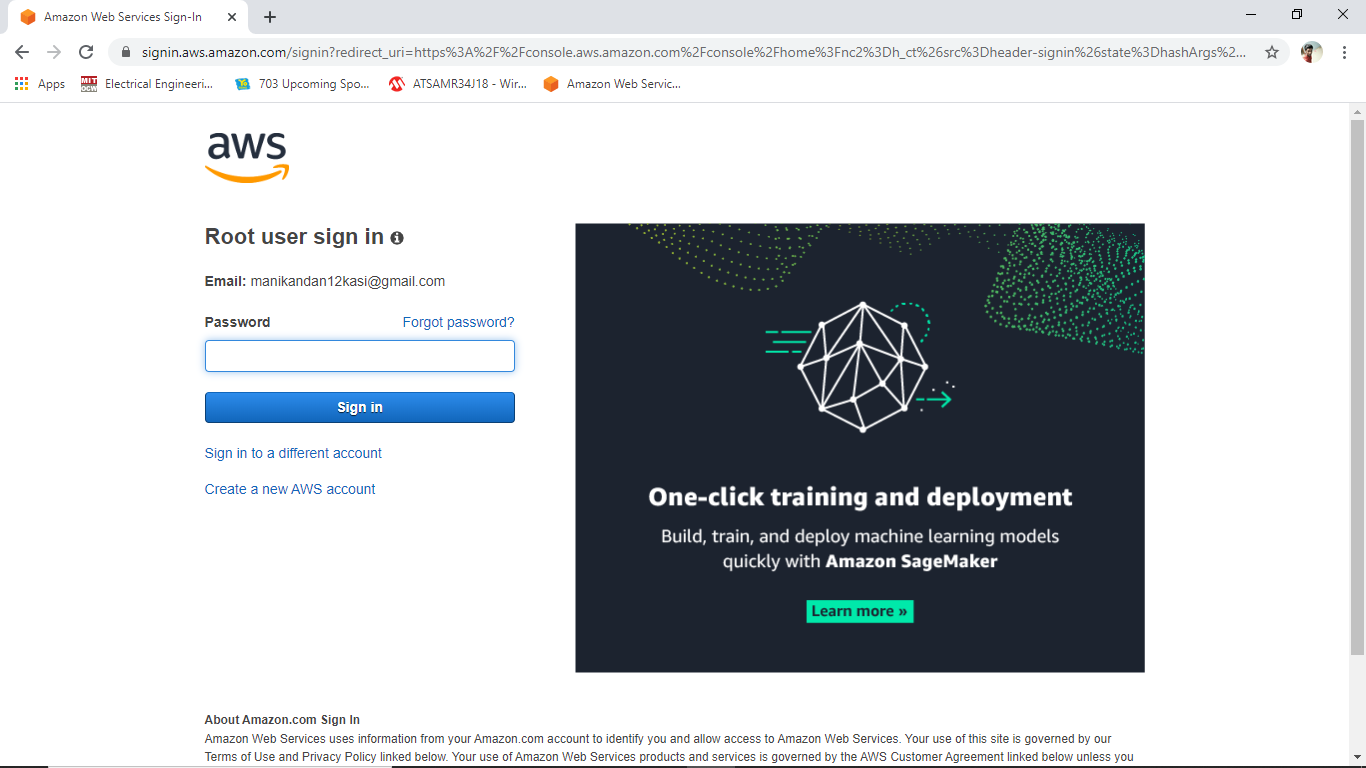 Amazon Web Services Sign-In
signin.aws.amazon.com/signin?redirect_uri=https%3A%2F%2Fconsole.aws.amazon.com%2Fconsole%2Fhome%3Fnc2%3Dh_ct%26src%3Dheader-signin%26state%3DhashArgs%2...
Apps MIT OCW Electrical Engineeri... 703 Upcoming Spo... ATSAMR34J18 - Wir... Amazon Web Servic...
aws
Root user sign in
Email: manikandan12kasi@gmail.com
Password Forgot password?
Sign in
Sign in to a different account
Create a new AWS account
One-click training and deployment
Build, train, and deploy machine learning models
quickly with Amazon SageMaker
Learn more »
About Amazon.com Sign In
Amazon Web Services uses information from your Amazon.com account to identify you and allow access to Amazon Web Services. Your use of this site is governed by our
Terms of Use and Privacy Policy linked below. Your use of Amazon Web Services products and services is governed by the AWS Customer Agreement linked below unless you